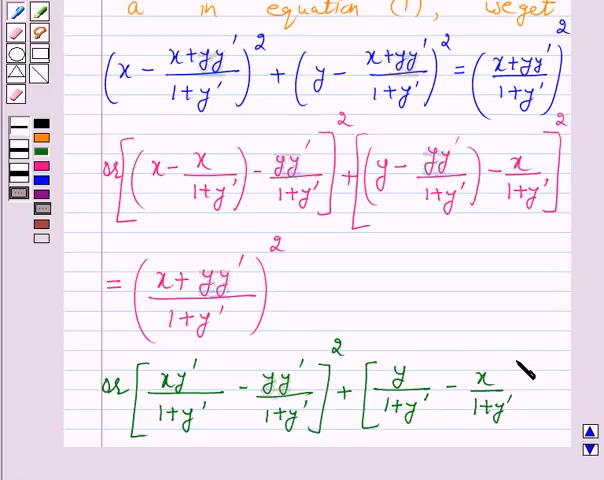 a in equation (1), we get
(x - (x+yy')/(1+y'))² + (y - (x+yy')/(1+y'))² = ((x+yy')/(1+y'))²
or [(x - x/(1+y')) - yy'/(1+y')]² + [(y - yy'/(1+y')) - x/(1+y')]²
= ((x+yy')/(1+y'))²
or [xy'/(1+y') - yy'/(1+y')]² + [y/(1+y') - x/(1+y')